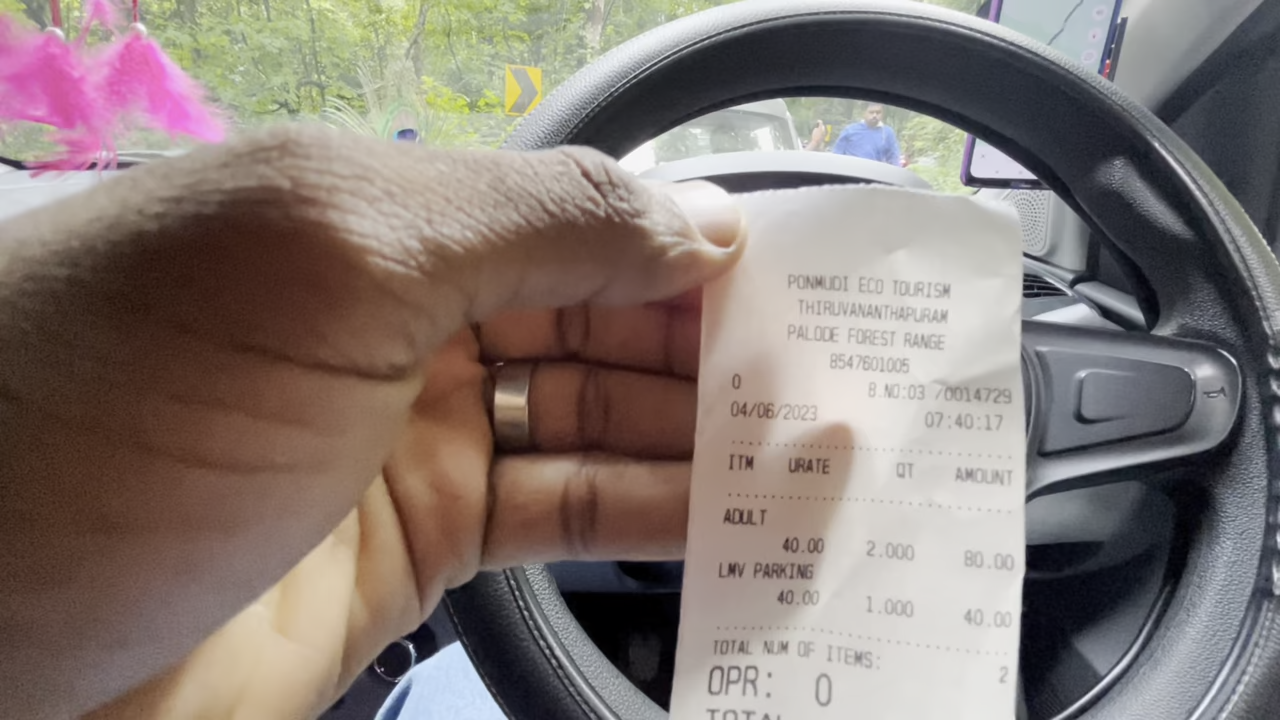 PONMUDI ECO TOURISM
THIRUVANANTHAPURAM
PALODE FOREST RANGE
8547601005
0 B.NO:03 /0014729
04/06/2023 07:40:17
ITM URATE QT AMOUNT
ADULT
40.00 2.000 80.00
LMV PARKING
40.00 1.000 40.00
TOTAL NUM OF ITEMS: 2
OPR: 0
TOTAL